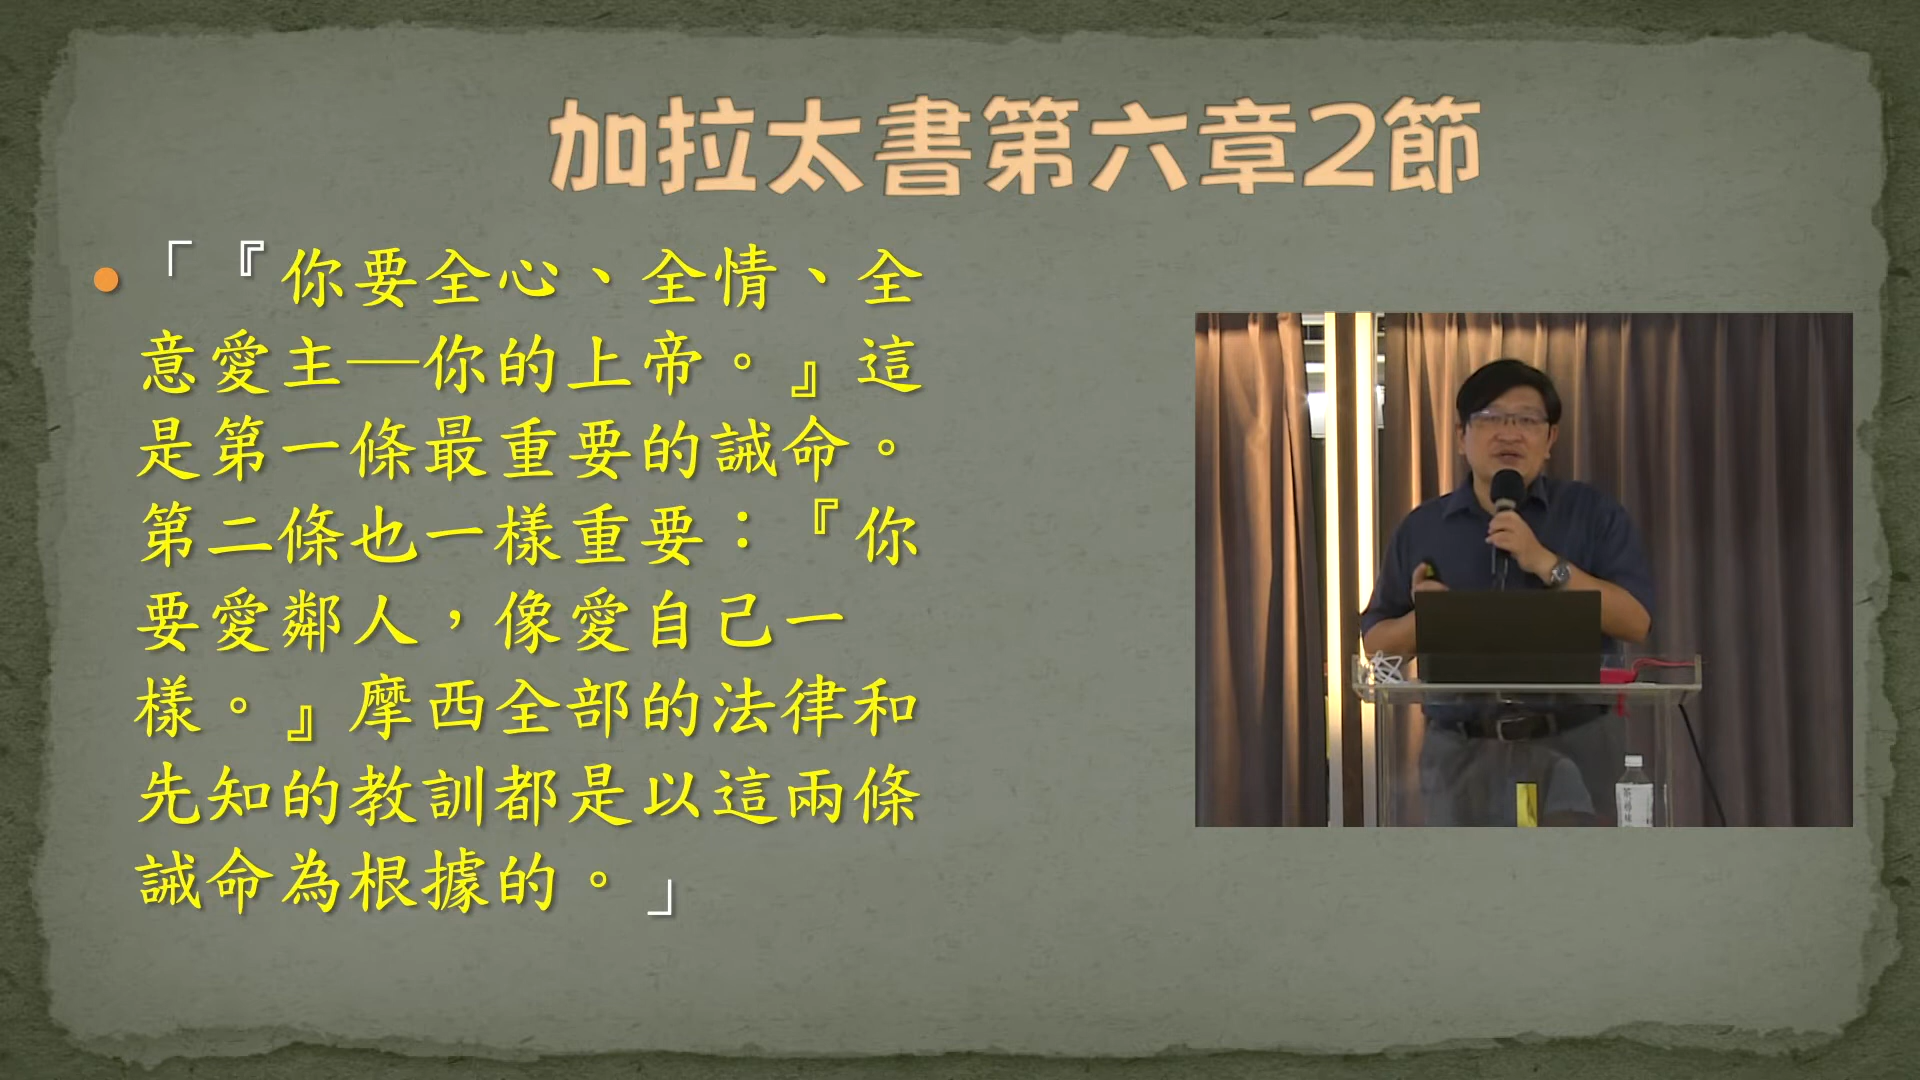 加拉太書第六章2節
「『你要全心、全情、全
意愛主—你的上帝。』這
是第一條最重要的誡命。
第二條也一樣重要：『你
要愛鄰人，像愛自己一
樣。』摩西全部的法律和
先知的教訓都是以這兩條
誡命為根據的。」